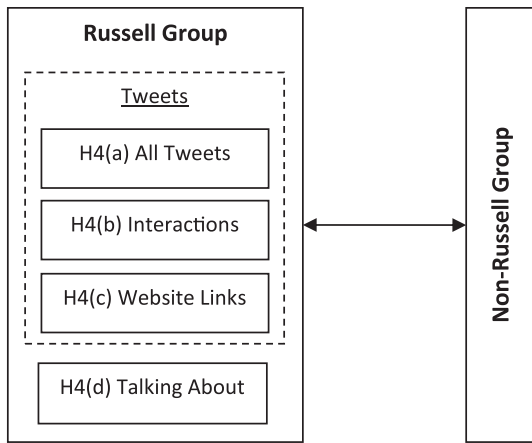 Russell Group
Tweets
H4(a) All Tweets
H4(b) Interactions
H4(c) Website Links
H4(d) Talking About
Non-Russell Group